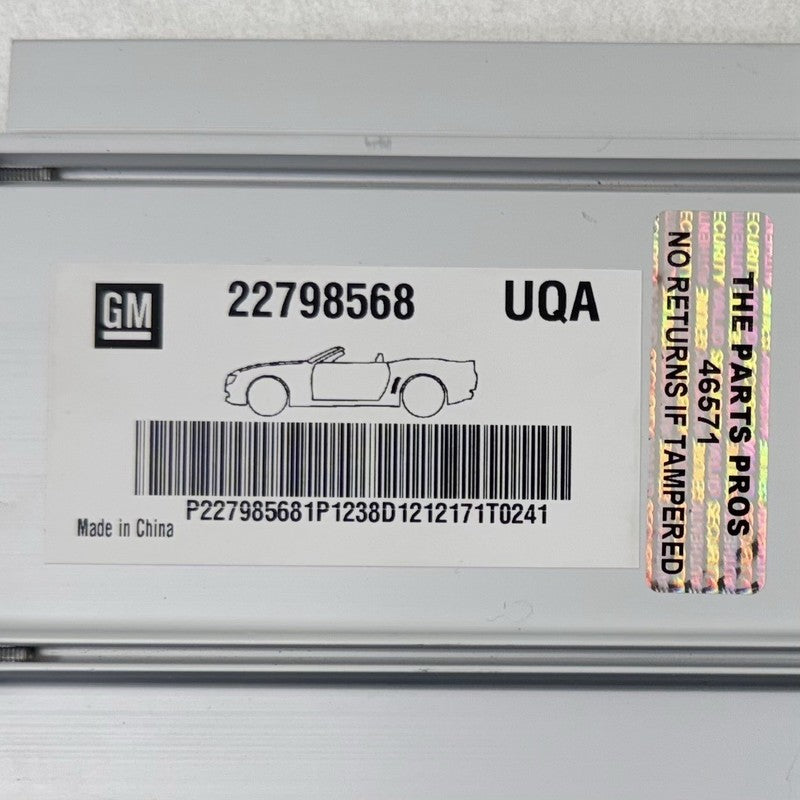 GM
22798568
UQA
P227985681P1238D1212171T0241
Made in China
THE PARTS PROS
46571
NO RETURNS IF TAMPERED